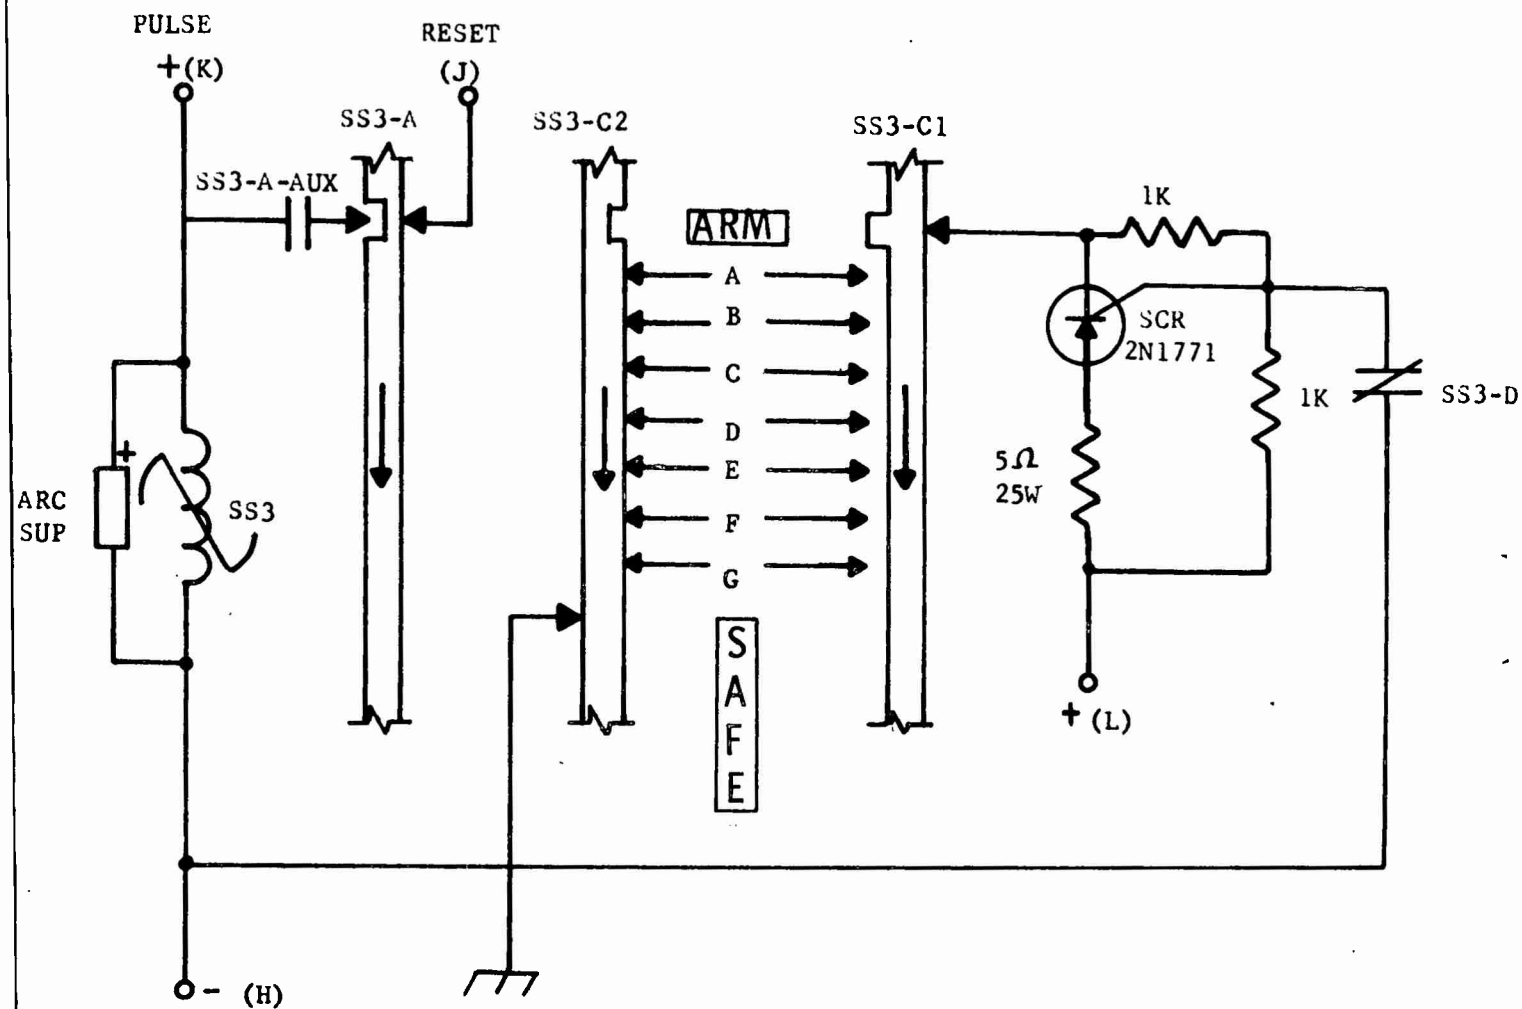 PULSE
+(K)
RESET
(J)
SS3-A
SS3-C2
SS3-C1
SS3-A-AUX
ARM
1K
A
B
C
D
E
F
G
SCR
2N1771
1K
SS3-D
+
ARC
SUP
SS3
5Ω
25W
S
A
F
E
+(L)
- (H)